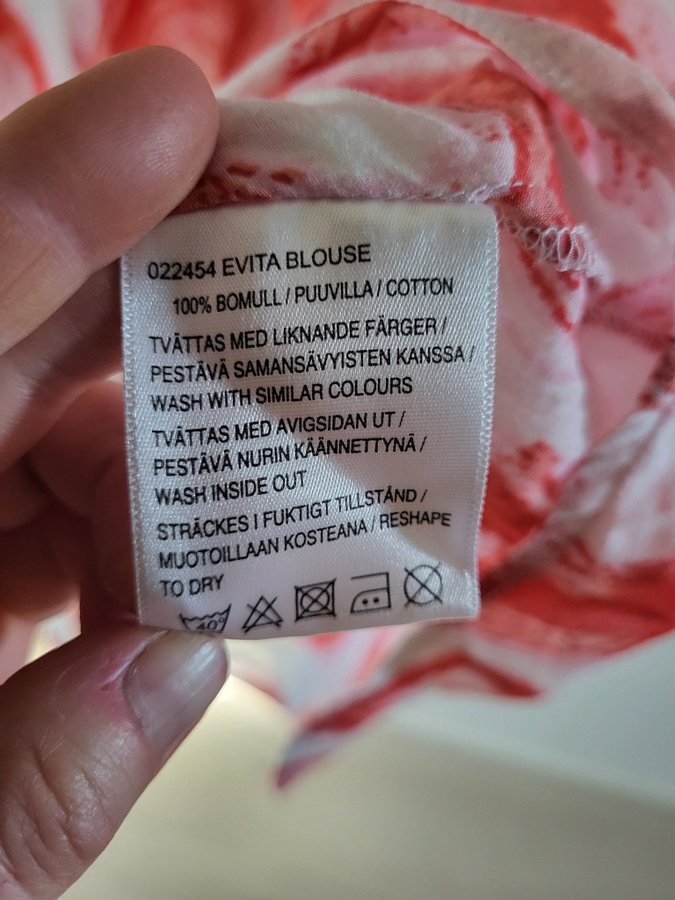 022454 EVITA BLOUSE
100% BOMULL / PUUVILLA / COTTON
TVÄTTAS MED LIKNANDE FÄRGER /
PESTÄVÄ SAMANSÄVYISTEN KANSSA /
WASH WITH SIMILAR COLOURS
TVÄTTAS MED AVIGSIDAN UT /
PESTÄVÄ NURIN KÄÄNNETTYNÄ /
WASH INSIDE OUT
STRÄCKES I FUKTIGT TILLSTÅND /
MUOTOILLAAN KOSTEANA / RESHAPE
TO DRY
40°